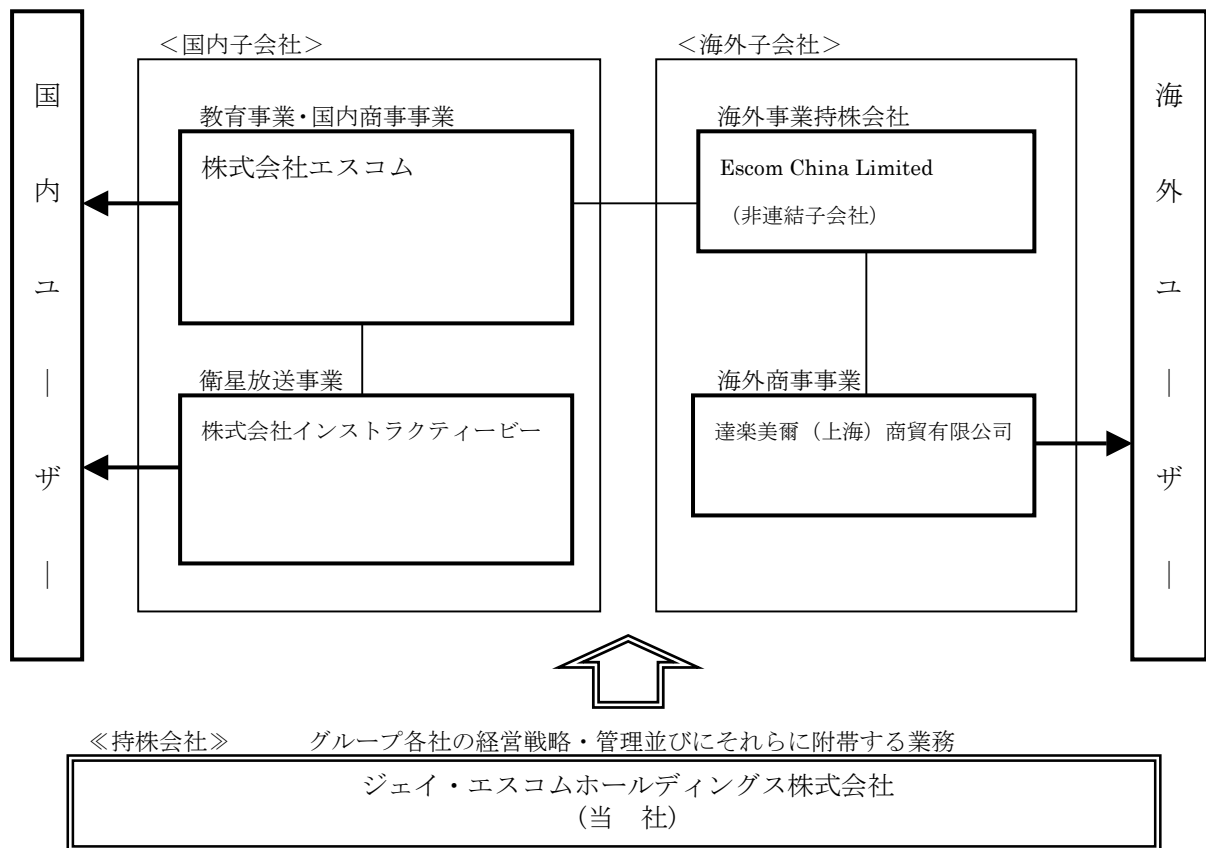 ＜国内子会社＞
＜海外子会社＞
国内ユーザー
海外ユーザー
教育事業・国内商事事業
株式会社エスコム
海外事業持株会社
Escom China Limited
（非連結子会社）
衛星放送事業
株式会社インストラクティービー
海外商事事業
達楽美爾（上海）商貿有限公司
≪持株会社≫ グループ各社の経営戦略・管理並びにそれらに附帯する業務
ジェイ・エスコムホールディングス株式会社
（当 社）